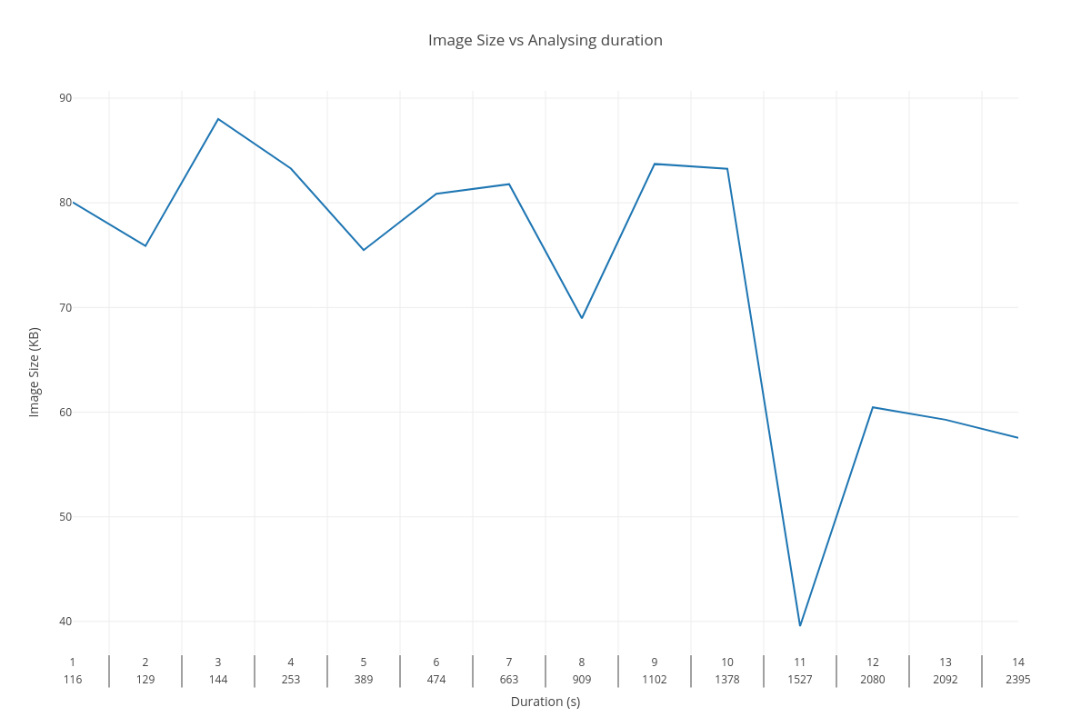 Image Size vs Analysing duration
90
80
70
60
50
40
Image Size (KB)
1 2 3 4 5 6 7 8 9 10 11 12 13 14
116 129 144 253 389 474 663 909 1102 1378 1527 2080 2092 2395
Duration (s)